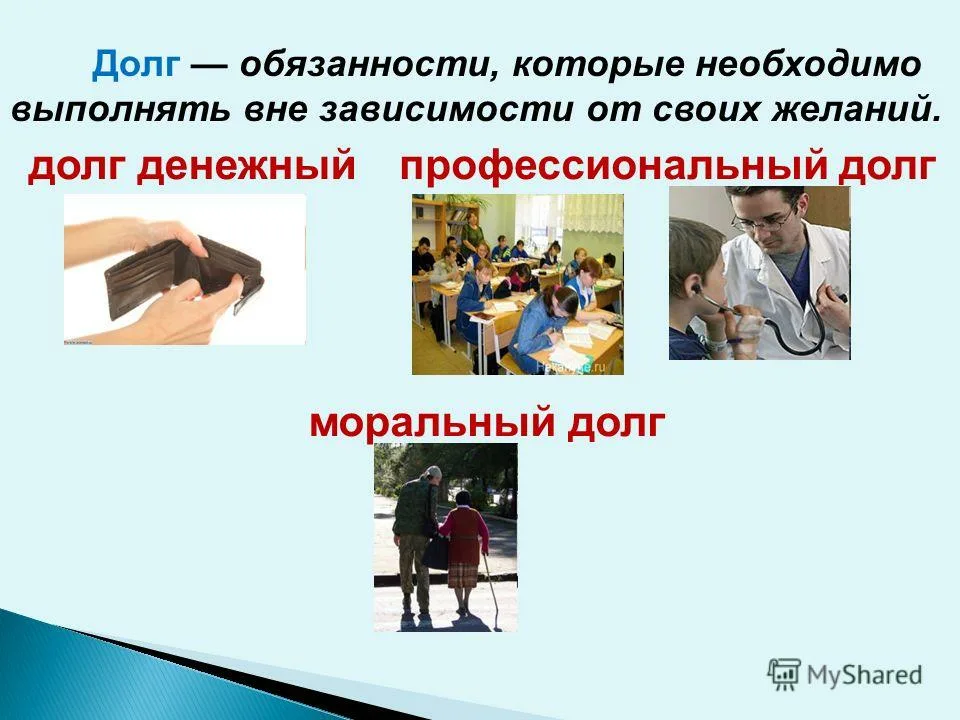 Долг — обязанности, которые необходимо
выполнять вне зависимости от своих желаний.
долг денежный профессиональный долг
моральный долг
MyShared